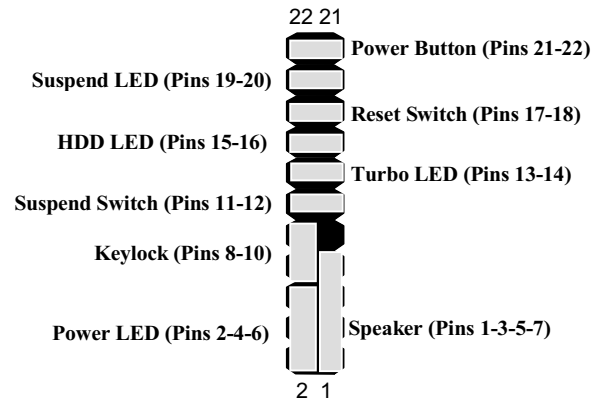 22 21
Power Button (Pins 21-22)
Suspend LED (Pins 19-20)
Reset Switch (Pins 17-18)
HDD LED (Pins 15-16)
Turbo LED (Pins 13-14)
Suspend Switch (Pins 11-12)
Keylock (Pins 8-10)
Power LED (Pins 2-4-6)
Speaker (Pins 1-3-5-7)
2 1